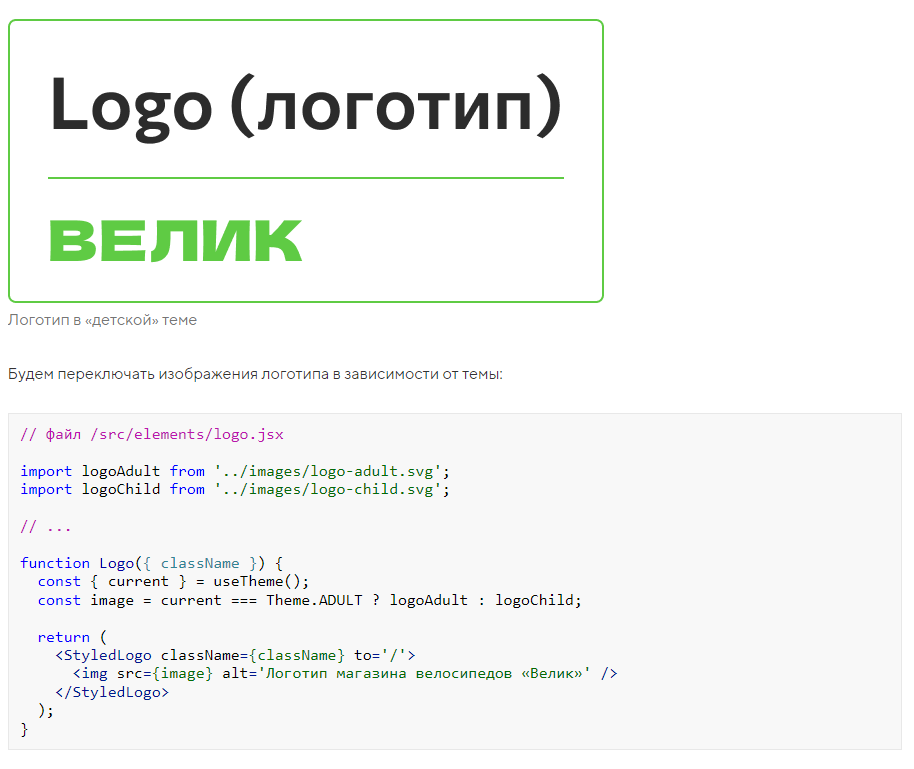 Logo (логотип)
ВЕЛИК
Логотип в «детской» теме
Будем переключать изображения логотипа в зависимости от темы:
// файл /src/elements/logo.jsx
import logoAdult from '../images/logo-adult.svg';
import logoChild from '../images/logo-child.svg';
// ...
function Logo({ className }) {
  const { current } = useTheme();
  const image = current === Theme.ADULT ? logoAdult : logoChild;
  return (
    <StyledLogo className={className} to='/'>
      <img src={image} alt='Логотип магазина велосипедов «Велик»' />
    </StyledLogo>
  );
}